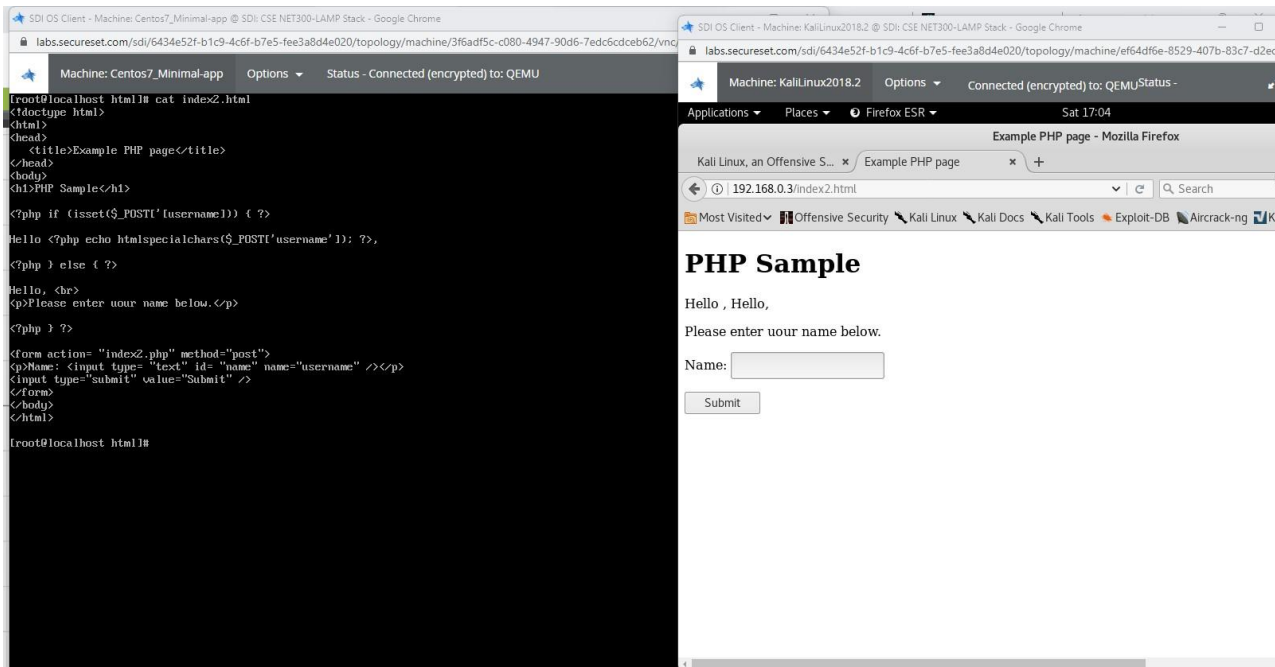 SDI OS Client - Machine: Centos7_Minimal-app @ SDI: CSE NET300-LAMP Stack - Google Chrome
labs.secureset.com/sdi/6434e52f-b1c9-4c6f-b7e5-fee3a8d4e020/topology/machine/3f6adf5c-c080-4947-90d6-7edc6cdceb62/vnc/
Machine: Centos7_Minimal-app Options Status - Connected (encrypted) to: QEMU
[root@localhost html]# cat index2.html
<!doctype html>
<html>
<head>
<title>Example PHP page</title>
</head>
<body>
<h1>PHP Sample</h1>
<?php if (isset($_POST['[username])) { ?>
Hello <?php echo htmlspecialchars($_POST['username']); ?>,
<?php } else { ?>
Hello, <br>
<p>Please enter uour name below.</p>
<?php } ?>
<form action= "index2.php" method="post">
<p>Name: <input type= "text" id= "name" name="username" /></p>
<input type="submit" value="Submit" />
</form>
</body>
</html>
[root@localhost html]#
SDI OS Client - Machine: KaliLinux2018.2 @ SDI: CSE NET300-LAMP Stack - Google Chrome
labs.secureset.com/sdi/6434e52f-b1c9-4c6f-b7e5-fee3a8d4e020/topology/machine/ef64df6e-8529-407b-83c7-d2ec
Machine: KaliLinux2018.2 Options Connected (encrypted) to: QEMUStatus -
Applications Places Firefox ESR Sat 17:04
Example PHP page - Mozilla Firefox
Kali Linux, an Offensive S... Example PHP page
192.168.0.3/index2.html Search
Most Visited Offensive Security Kali Linux Kali Docs Kali Tools Exploit-DB Aircrack-ng K
PHP Sample
Hello , Hello,
Please enter uour name below.
Name:
Submit